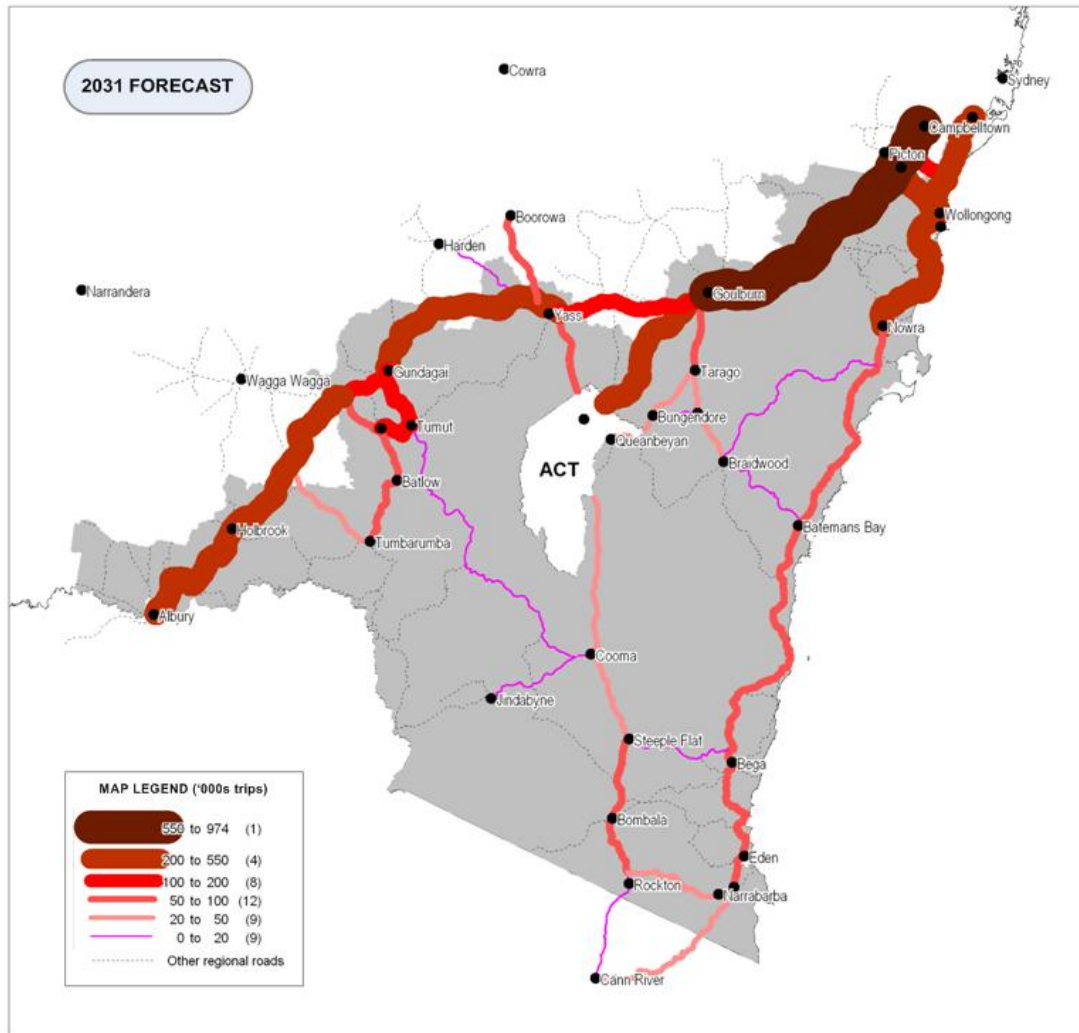 2031 FORECAST
Cowra
Sydney
Campbelltown
Picton
Boorowa
Wollongong
Harden
Narrandera
Goulburn
Yass
Nowra
Gundagai
Tarago
Wagga Wagga
Bungendore
Tumut
Queanbeyan
Braidwood
ACT
Batlow
Batemans Bay
Holbrook
Tumbarumba
Albury
Cooma
Jindabyne
Steeple Flat
Bega
Bombala
Eden
Rockton
Narrabarba
Cann River
MAP LEGEND ('000s trips)
550 to 974 (1)
200 to 550 (4)
100 to 200 (8)
50 to 100 (12)
20 to 50 (9)
0 to 20 (9)
Other regional roads